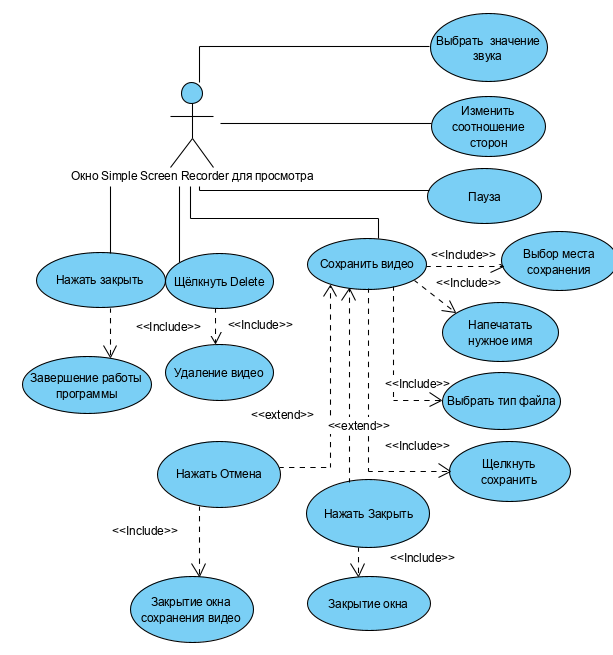 Выбрать значение
звука
Изменить
соотношение
сторон
Окно Simple Screen Recorder для просмотра
Пауза
Нажать закрыть
Щёлкнуть Delete
Сохранить видео
<<Include>>
Выбор места
сохранения
<<Include>>
<<Include>>
<<Include>>
Напечатать
нужное имя
Завершение работы
программы
Удаление видео
<<Include>>
Выбрать тип файла
<<extend>>
<<extend>>
<<Include>>
Нажать Отмена
Щелкнуть
сохранить
Нажать Закрыть
<<Include>>
<<Include>>
Закрытие окна
сохранения видео
Закрытие окна